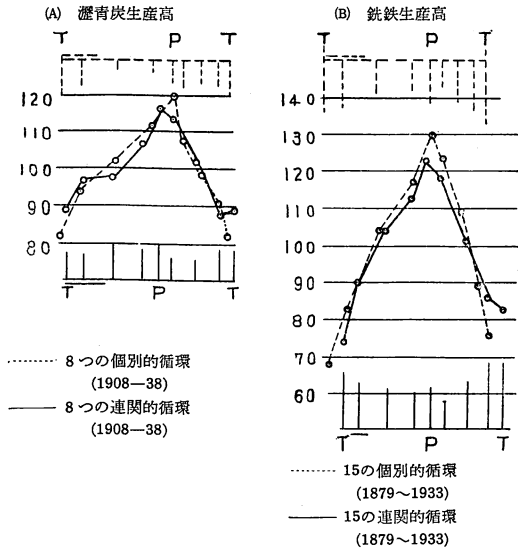 (A) 瀝青炭生産高
T P T
120
110
100
90
80
T P T
8つの個別的循環
(1908—38)
8つの連関的循環
(1908—38)
(B) 銑鉄生産高
T P T
140
130
120
110
100
90
80
70
60
T P T
15の個別的循環
(1879～1933)
15の連関的循環
(1879～1933)